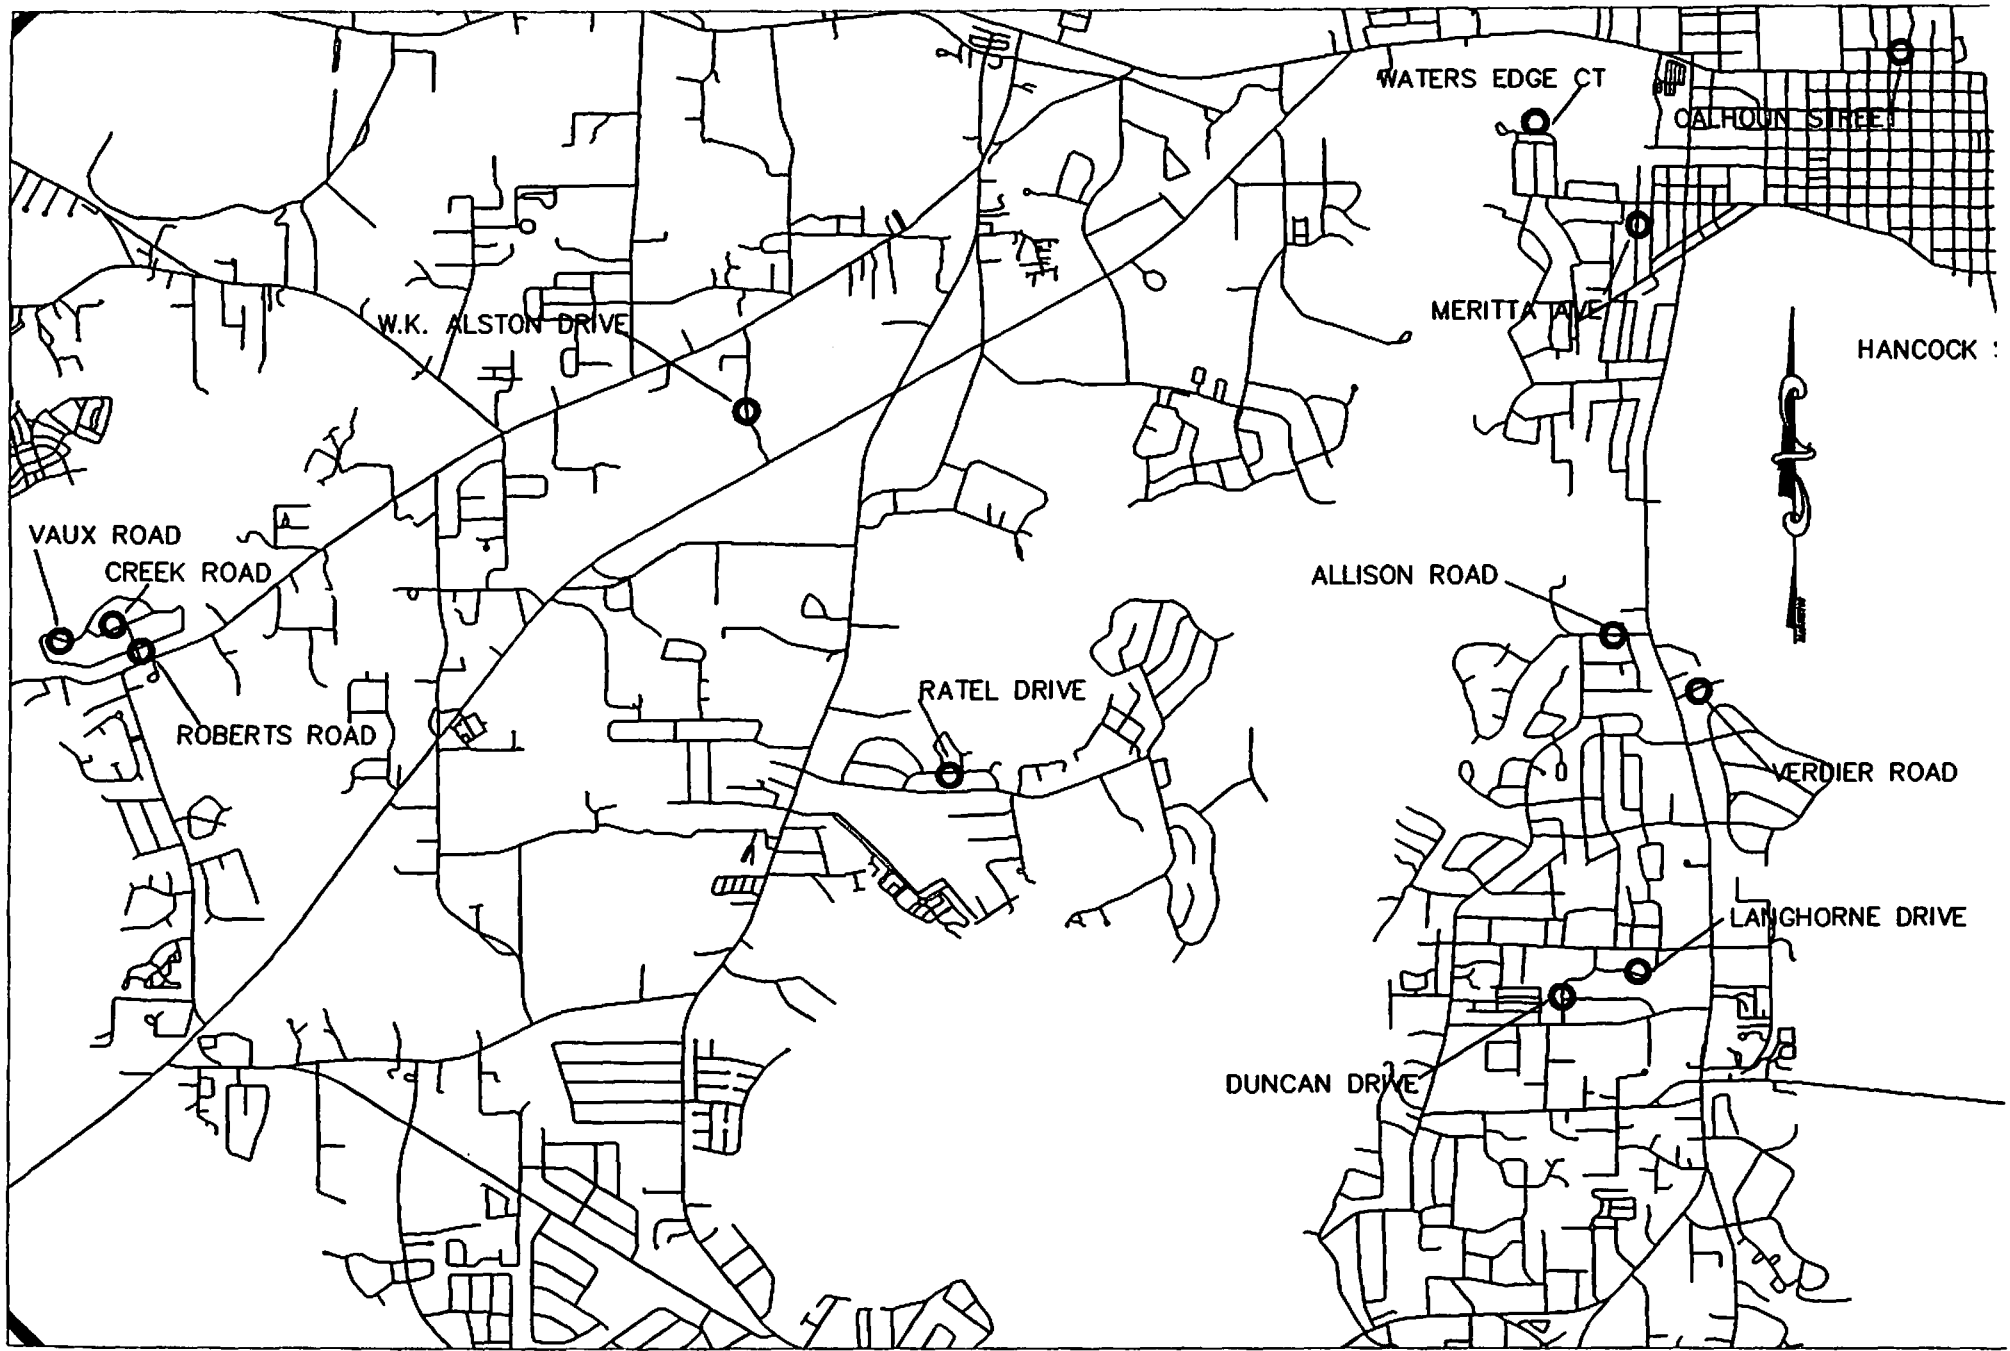 WATERS EDGE CT
CALHOUN STREET
W.K. ALSTON DRIVE
MERITTA AVE
HANCOCK
VAUX ROAD
CREEK ROAD
ALLISON ROAD
RATEL DRIVE
ROBERTS ROAD
VERDIER ROAD
LANGHORNE DRIVE
DUNCAN DRIVE